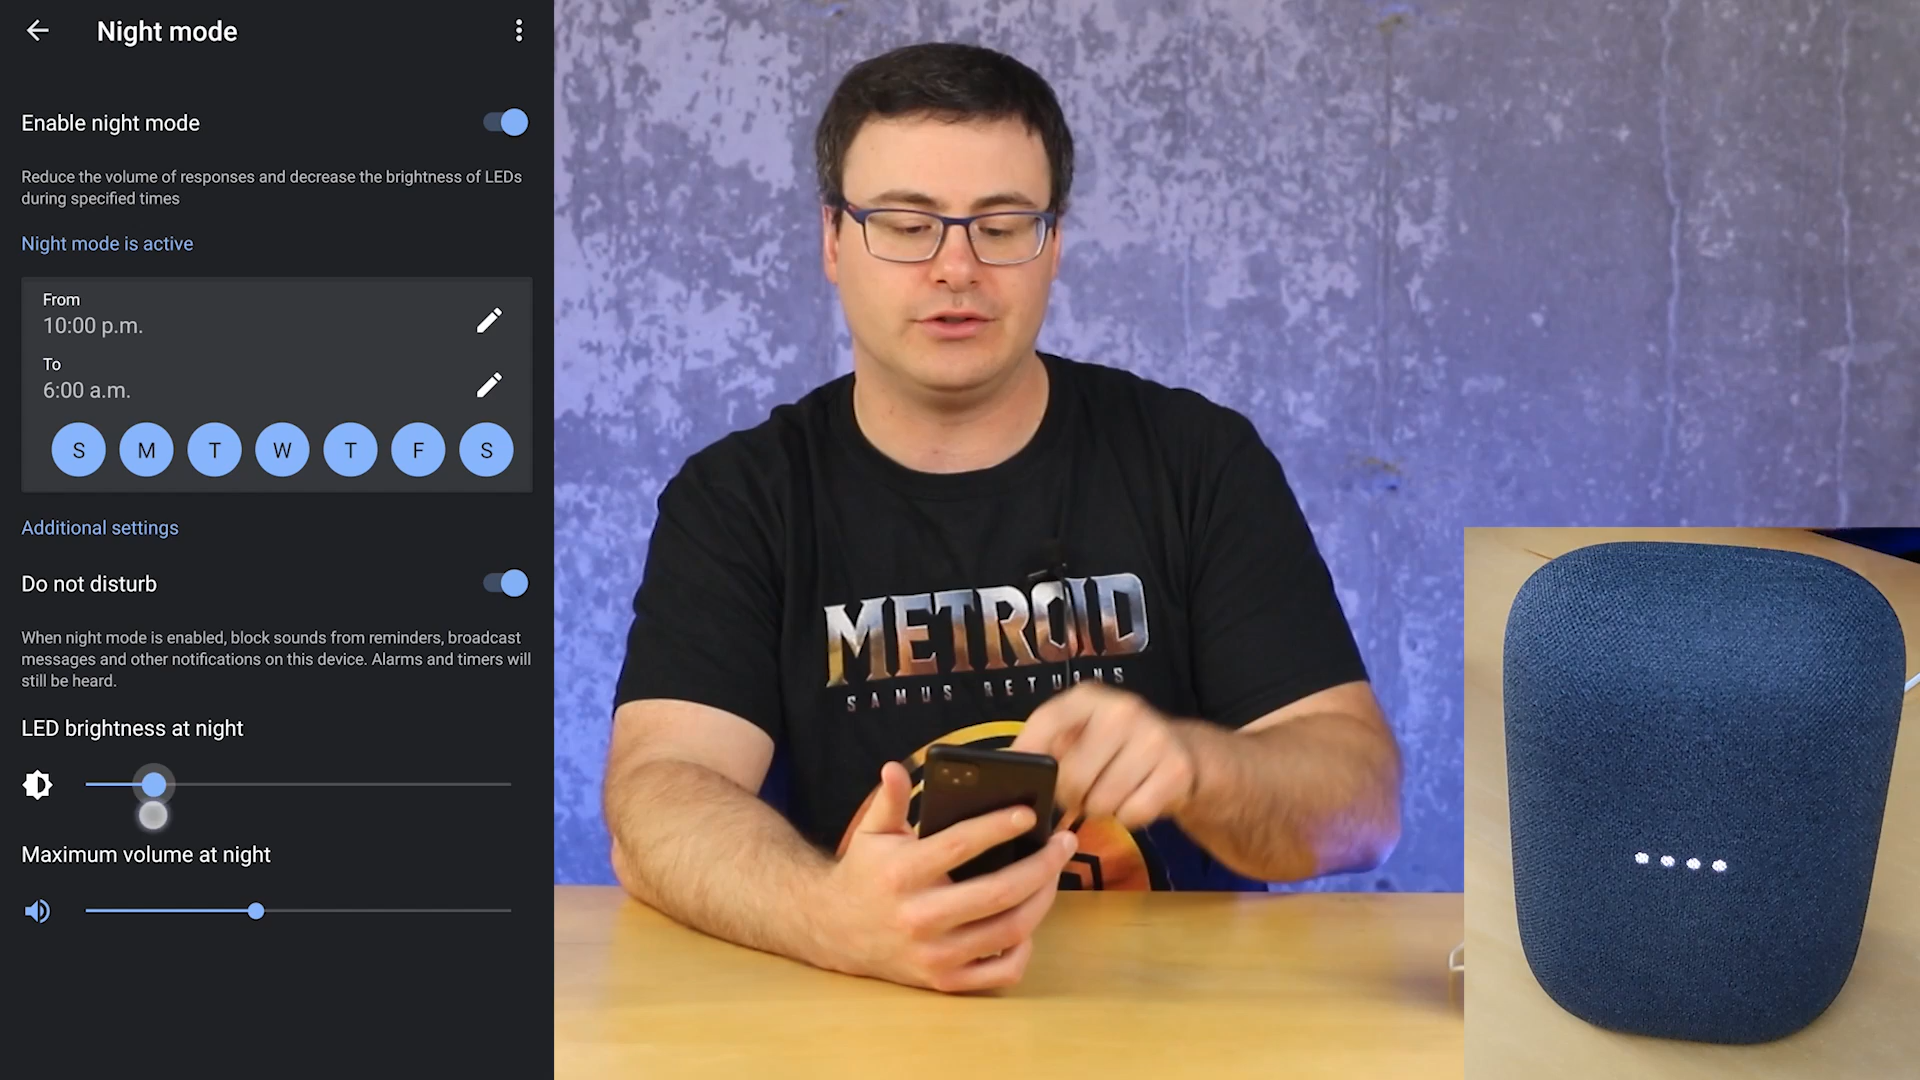 Night mode
Enable night mode
Reduce the volume of responses and decrease the brightness of LEDs
during specified times
Night mode is active
From
10:00 p.m.
To
6:00 a.m.
S M T W T F S
Additional settings
Do not disturb
When night mode is enabled, block sounds from reminders, broadcast
messages and other notifications on this device. Alarms and timers will
still be heard.
LED brightness at night
Maximum volume at night
METROID
SAMUS RETURNS